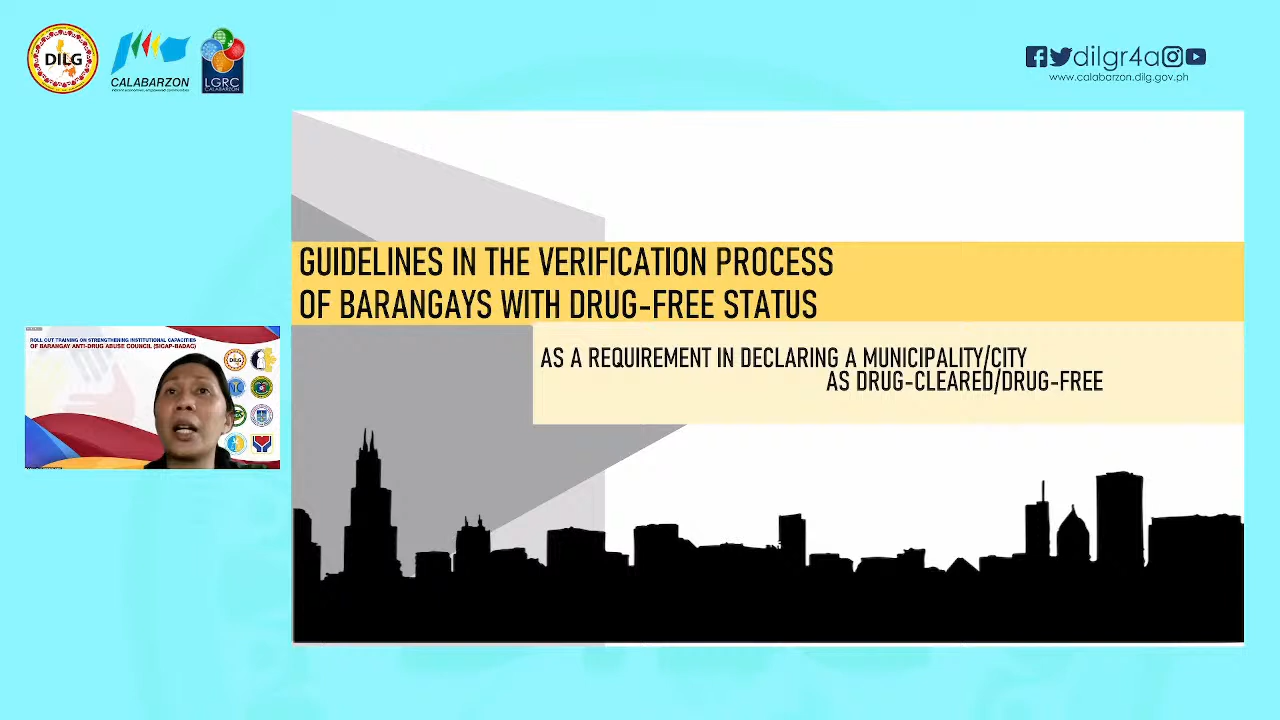 DILG
CALABARZON
LGRC
CALABARZON
dilgr4a
www.calabarzon.dilg.gov.ph
GUIDELINES IN THE VERIFICATION PROCESS
OF BARANGAYS WITH DRUG-FREE STATUS
AS A REQUIREMENT IN DECLARING A MUNICIPALITY/CITY
AS DRUG-CLEARED/DRUG-FREE
ROLL OUT TRAINING ON STRENGTHENING INSTITUTIONAL CAPACITIES
OF BARANGAY ANTI-DRUG ABUSE COUNCIL (SICAP-BADAC)
DILG